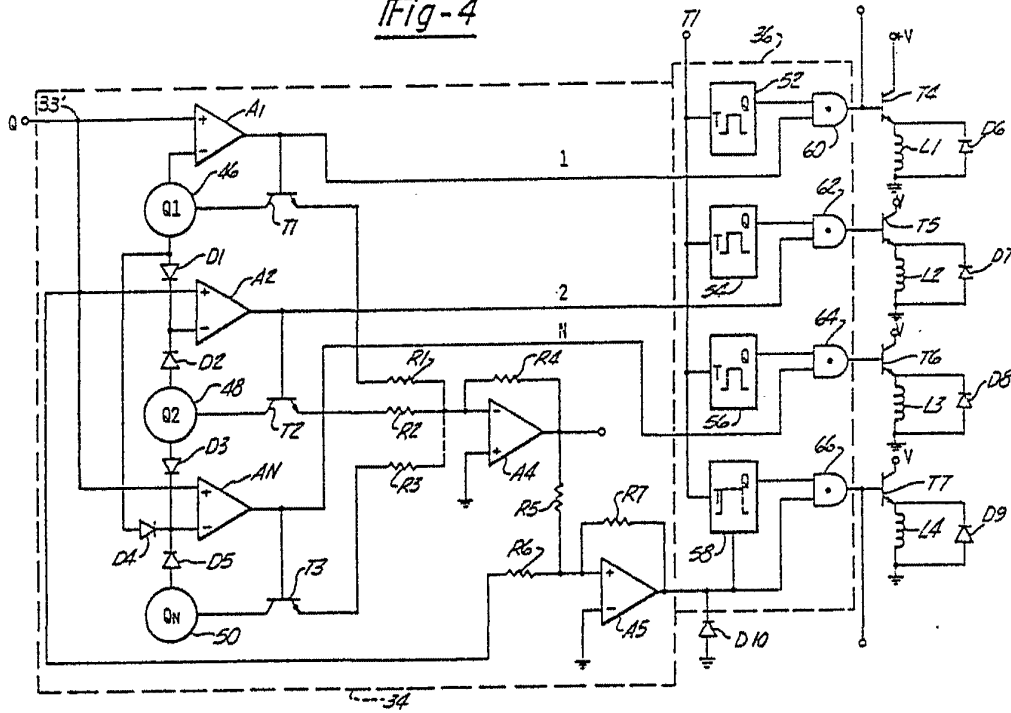 Fig-4
T1
36
+V
Q
33'
A1
52
T Q
T4
46
60
L1
D6
Q1
1
62
V
T1
T Q
T5
D1
A2
54
L2
D7
2
N
64
V
D2
R1
R4
T Q
T6
48
Q2
T2
R2
A4
56
L3
D8
D3
66
V
AN
R3
R5
T Q
T7
D4
D5
T3
R6
R7
58
L4
D9
QN
50
A5
D10
34